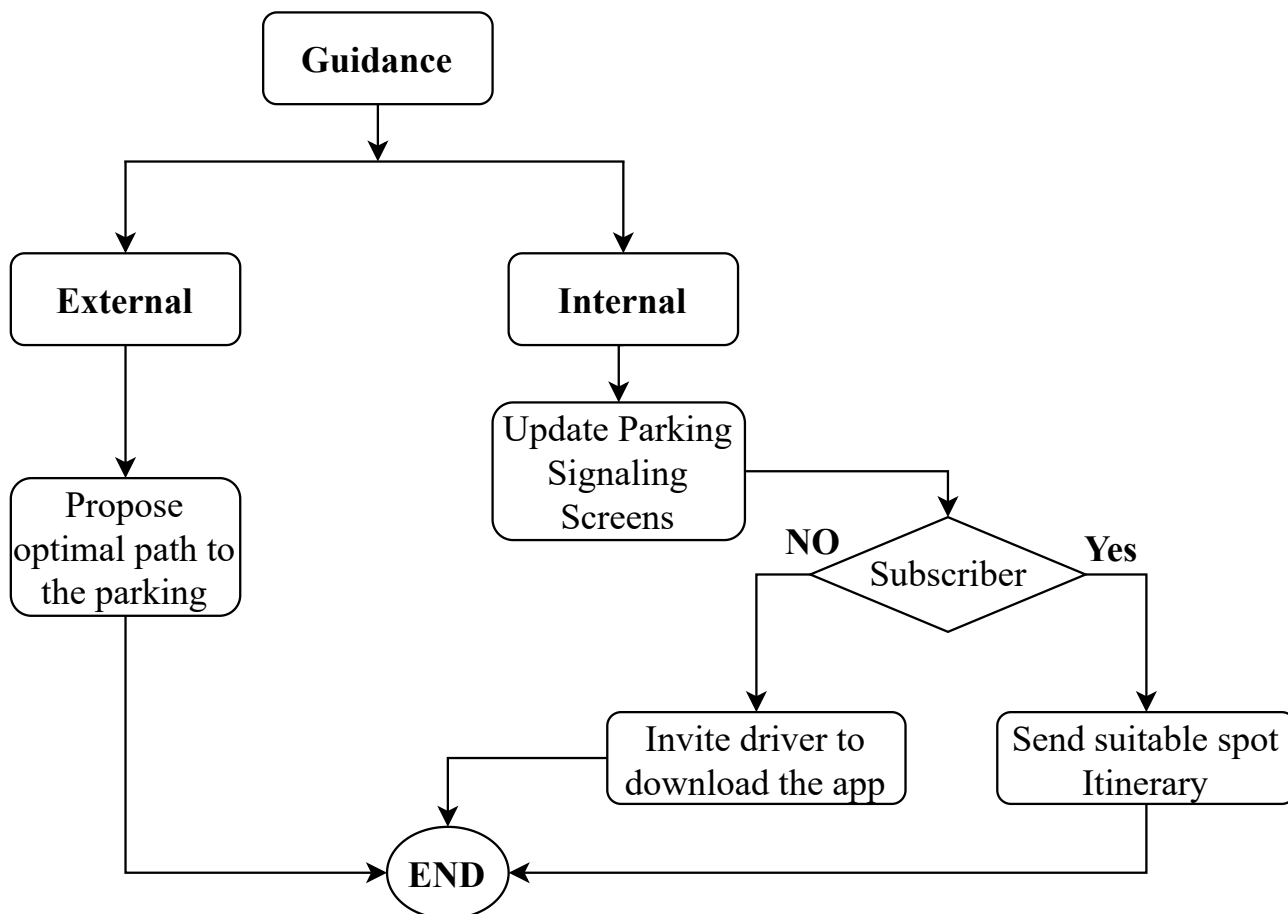 Guidance
External
Internal
Update Parking
Signaling
Screens
Propose
optimal path to
the parking
NO
Yes
Subscriber
Invite driver to
download the app
Send suitable spot
Itinerary
END